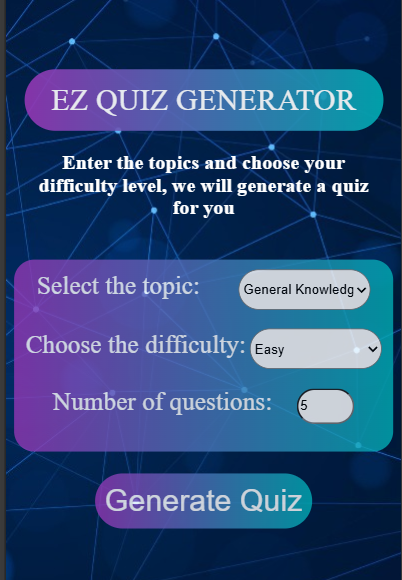 EZ QUIZ GENERATOR
Enter the topics and choose your
difficulty level, we will generate a quiz
for you
Select the topic: General Knowledg
Choose the difficulty: Easy
Number of questions: 5
Generate Quiz